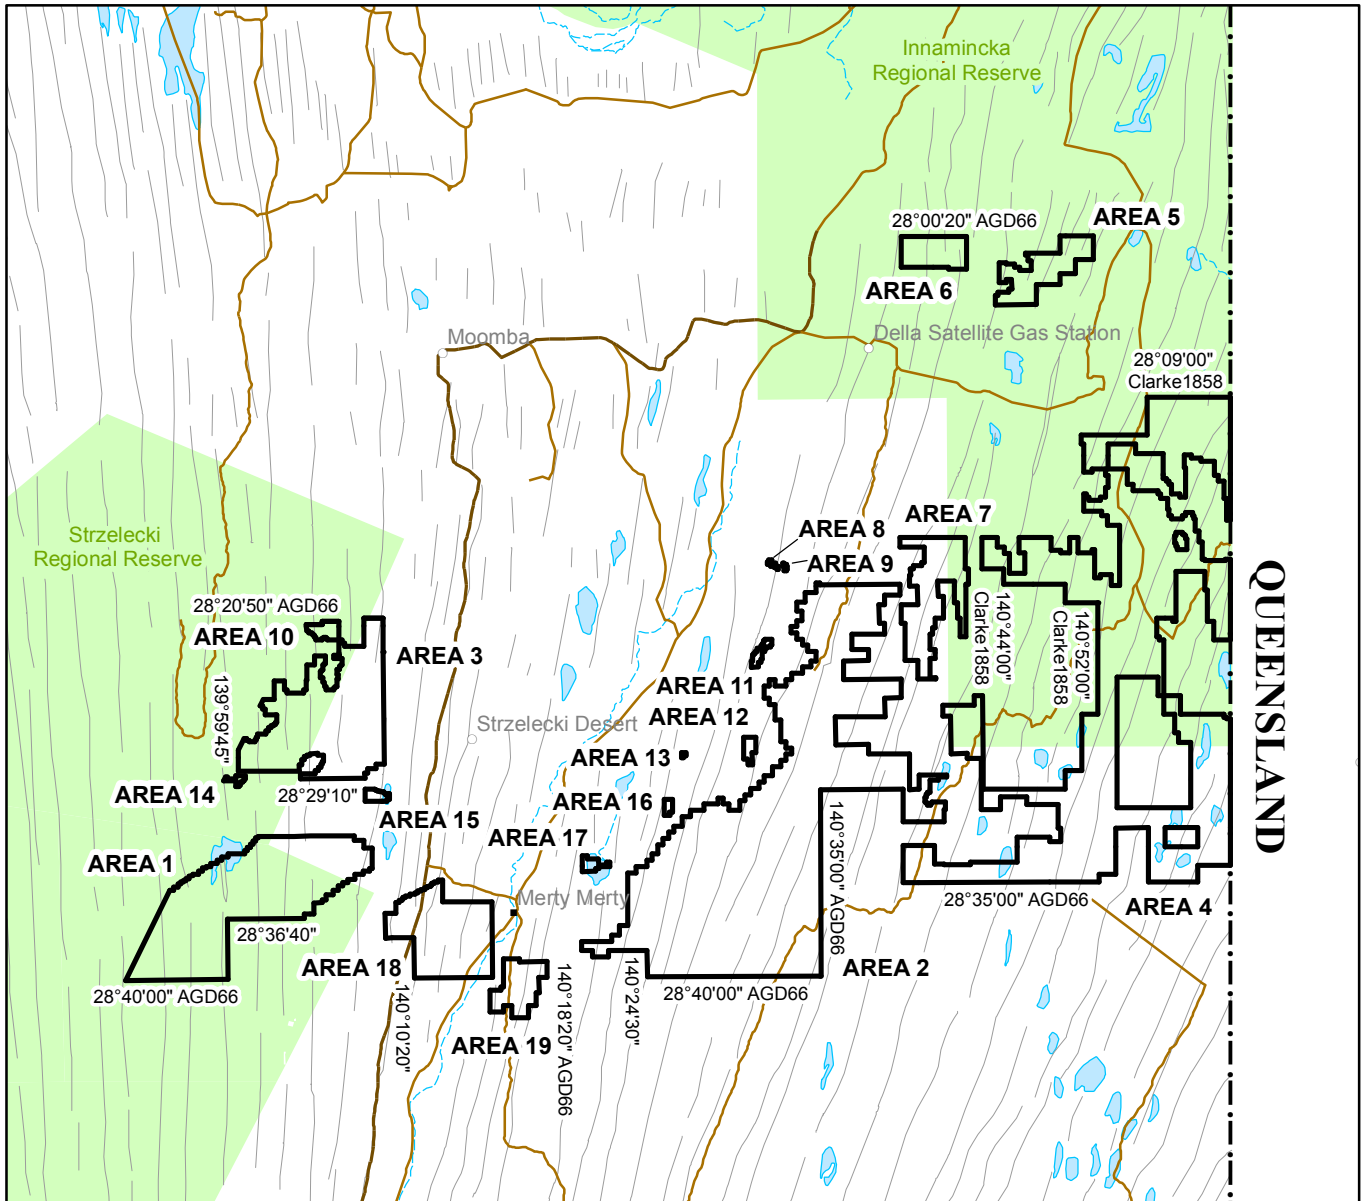 Innamincka
Regional Reserve
28°00'20" AGD66
AREA 5
AREA 6
Moomba
Della Satellite Gas Station
28°09'00"
Clarke1858
AREA 8
AREA 7
AREA 9
Strzelecki
Regional Reserve
28°20'50" AGD66
AREA 10
AREA 3
140°44'00"
Clarke1858
140°52'00"
Clarke1858
QUEENSLAND
139°59'45"
AREA 11
AREA 12
Strzelecki Desert
AREA 13
AREA 14
28°29'10"
AREA 16
AREA 15
AREA 17
AREA 1
140°35'00" AGD66
Merty Merty
28°35'00" AGD66
AREA 4
28°36'40"
AREA 18
AREA 2
28°40'00" AGD66
28°40'00" AGD66
140°10'20"
140°18'20" AGD66
140°24'30"
AREA 19